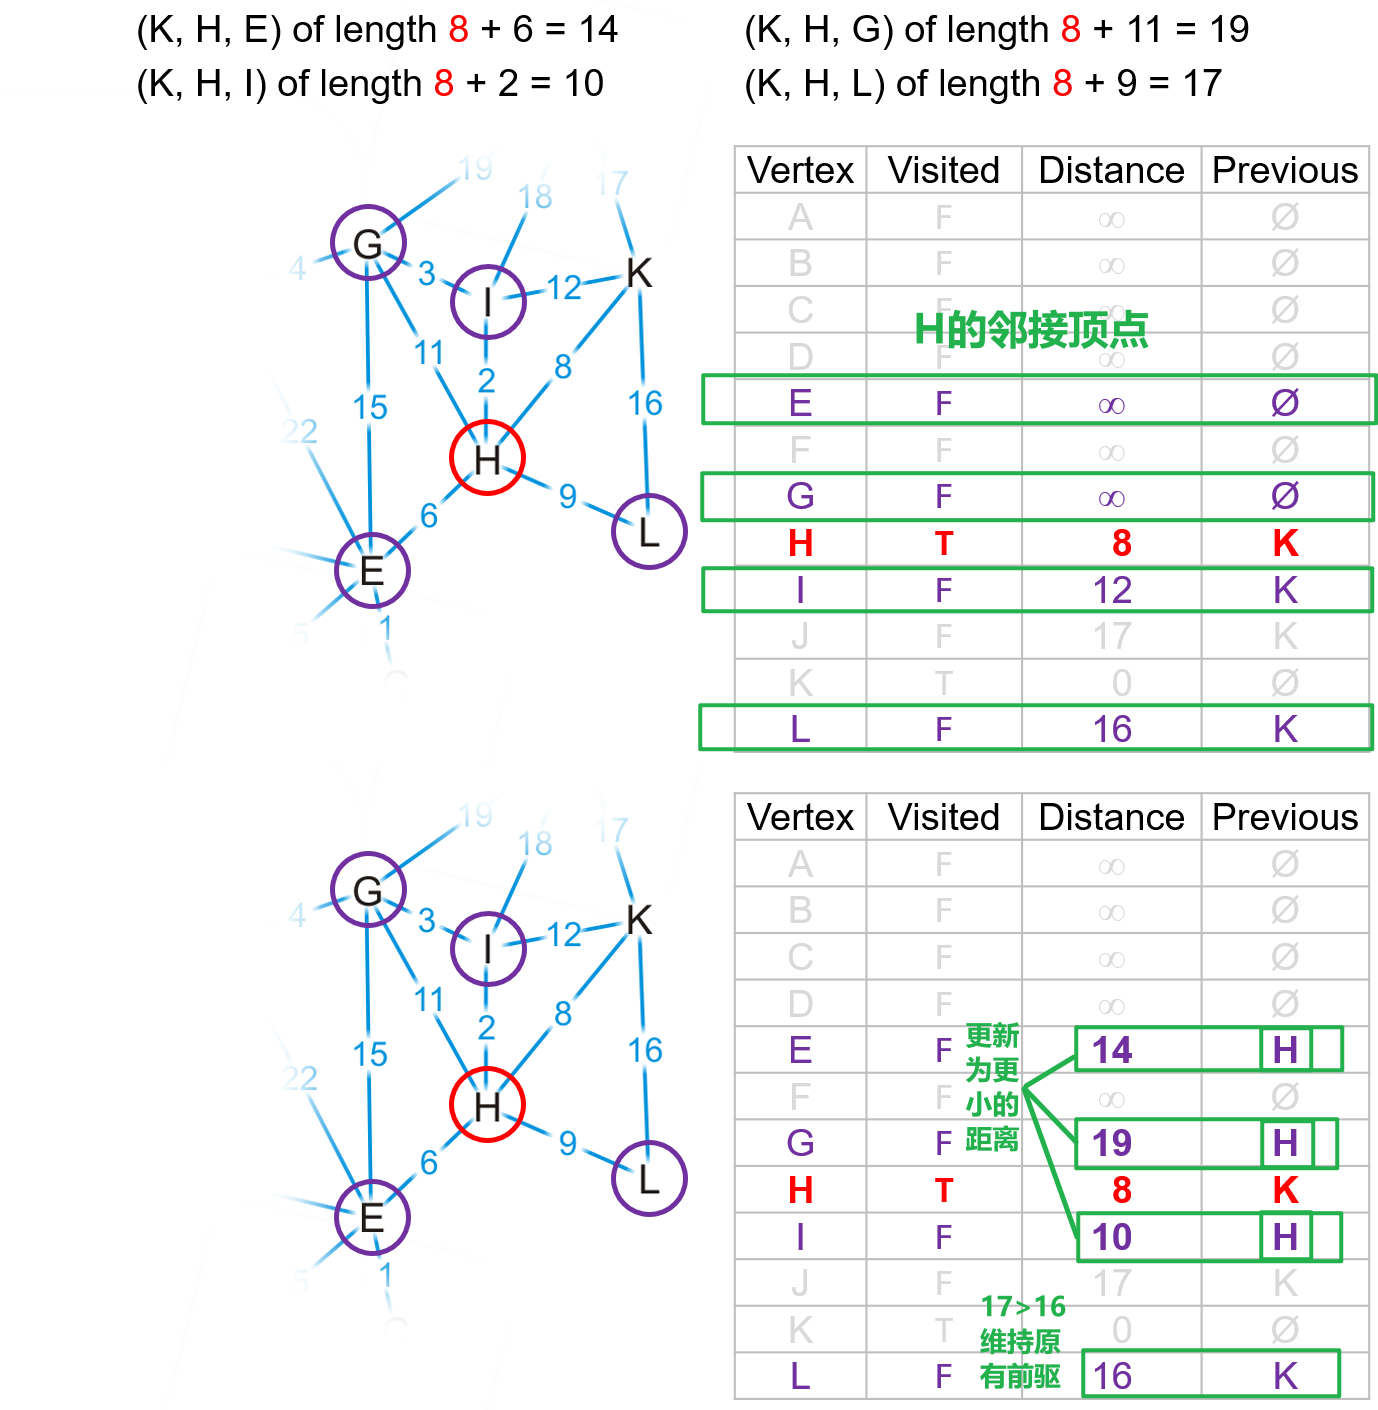 (K, H, E) of length 8 + 6 = 14
(K, H, G) of length 8 + 11 = 19
(K, H, I) of length 8 + 2 = 10
(K, H, L) of length 8 + 9 = 17
19
18
17
G
4
3
I
12
K
11
2
8
15
16
22
H
6
9
L
E
5
1
Vertex Visited Distance Previous
A F ∞ Ø
B F ∞ Ø
C F ∞ Ø
H的邻接顶点
D F ∞ Ø
E F ∞ Ø
F F ∞ Ø
G F ∞ Ø
H T 8 K
I F 12 K
J F 17 K
K T 0 Ø
L F 16 K
19
18
17
G
4
3
I
12
K
11
2
8
15
16
22
H
6
9
L
E
5
1
Vertex Visited Distance Previous
A F ∞ Ø
B F ∞ Ø
C F ∞ Ø
D F ∞ Ø
更新
为更
小的
距离
E F 14 H
F F ∞ Ø
G F 19 H
H T 8 K
I F 10 H
J F 17 K
17>16
维持原
有前驱
K T 0 Ø
L F 16 K